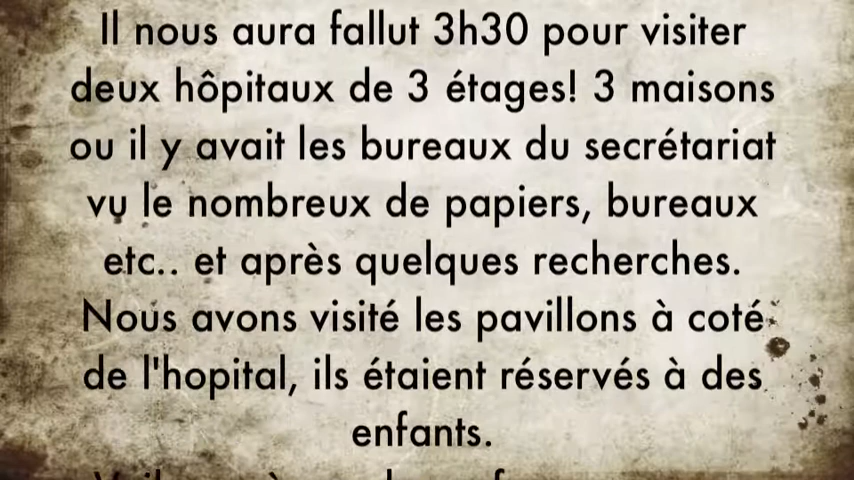 Il nous aura fallut 3h30 pour visiter
deux hôpitaux de 3 étages! 3 maisons
ou il y avait les bureaux du secrétariat
vu le nombreux de papiers, bureaux
etc.. et après quelques recherches.
Nous avons visité les pavillons à coté
de l'hopital, ils étaient réservés à des
enfants.